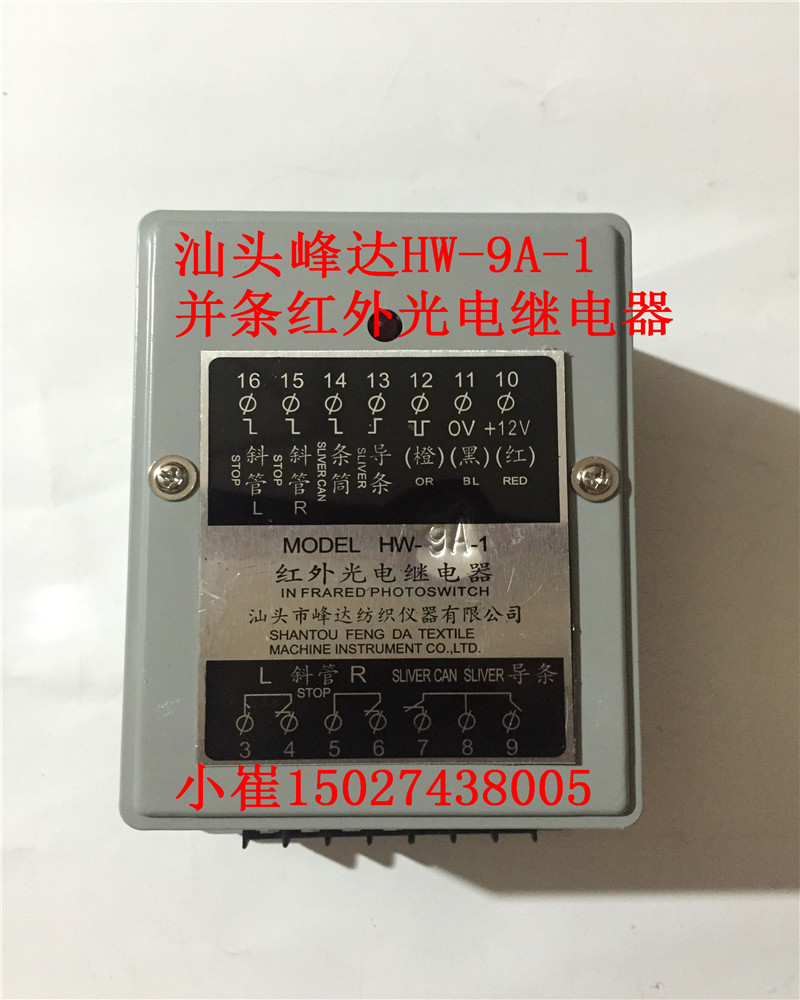 汕头峰达HW-9A-1
并条红外光电继电器
16 15 14 13 12 11 10
0V +12V
斜管 STOP L
斜管 STOP R
条筒 SLIVER CAN
导条 SLIVER
(橙) (黑) (红)
OR BL RED
MODEL HW-9A-1
红外光电继电器
IN FRARED PHOTOSWITCH
汕头市峰达纺织仪器有限公司
SHANTOU FENG DA TEXTILE
MACHINE INSTRUMENT CO.,LTD.
L 斜管 R SLIVER CAN SLIVER 导条
STOP
3 4 5 6 7 8 9
小崔15027438005